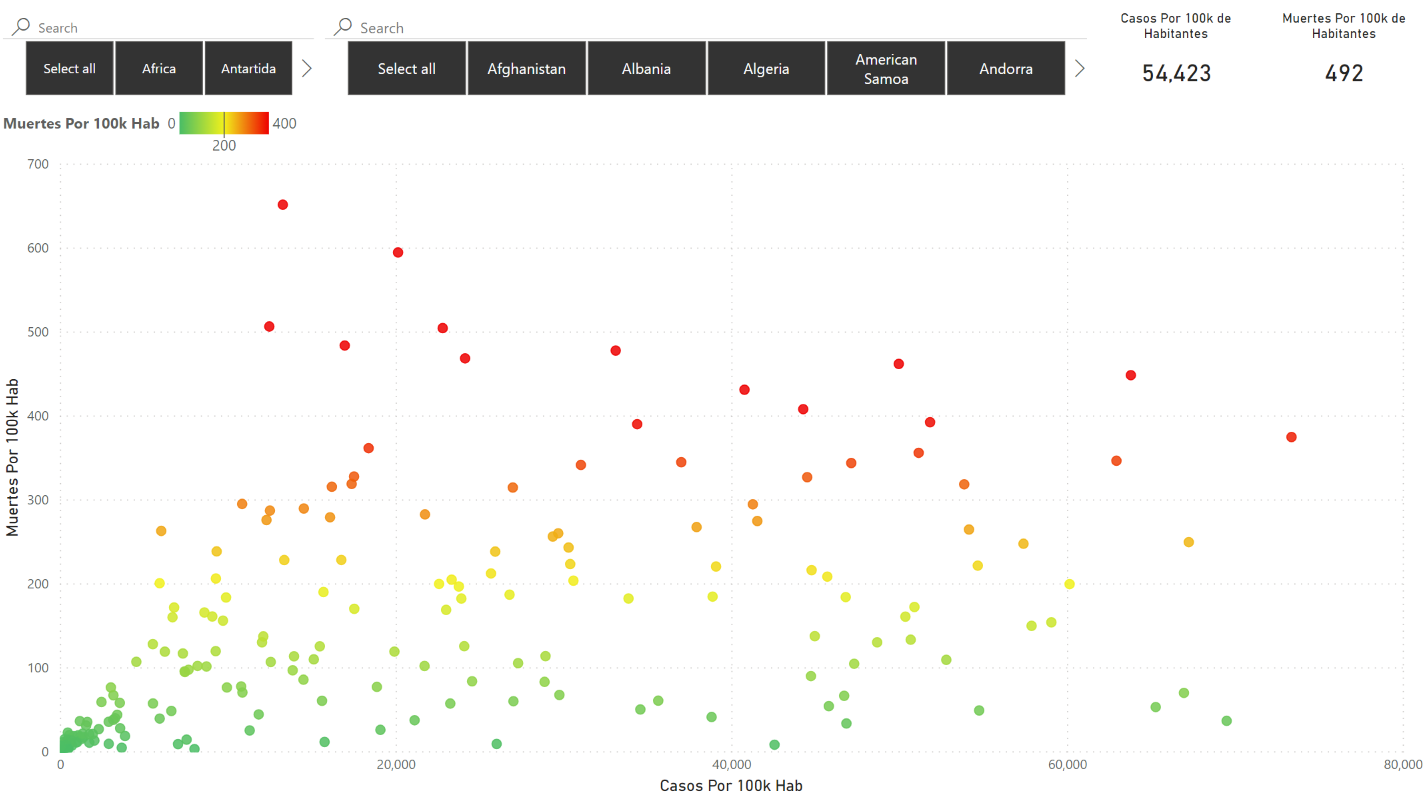 Search
Search
Select all
Africa
Antartida
Select all
Afghanistan
Albania
Algeria
American
Samoa
Andorra
Casos Por 100k de
Habitantes
54,423
Muertes Por 100k de
Habitantes
492
Muertes Por 100k Hab 0 400
200
Muertes Por 100k Hab
700
600
500
400
300
200
100
0
0 20,000 40,000 60,000 80,000
Casos Por 100k Hab